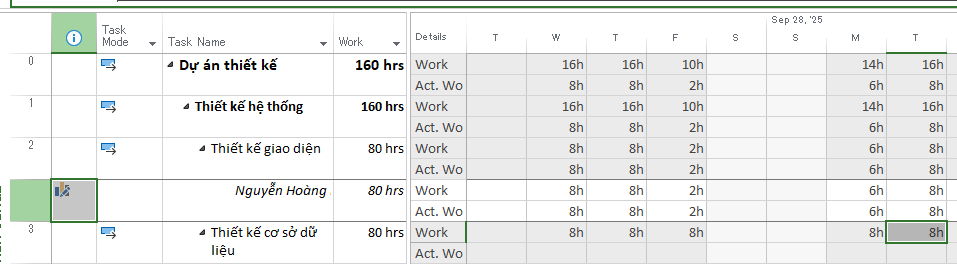 Sep 28, '25
Task Mode Task Name Work Details T W T F S S M T
0 Dự án thiết kế 160 hrs Work 16h 16h 10h 14h 16h
Act. Wo 8h 8h 2h 6h 8h
1 Thiết kế hệ thống 160 hrs Work 16h 16h 10h 14h 16h
Act. Wo 8h 8h 2h 6h 8h
2 Thiết kế giao diện 80 hrs Work 8h 8h 2h 6h 8h
Act. Wo 8h 8h 2h 6h 8h
Nguyễn Hoàng 80 hrs Work 8h 8h 2h 6h 8h
Act. Wo 8h 8h 2h 6h 8h
3 Thiết kế cơ sở dữ liệu 80 hrs Work 8h 8h 8h 8h 8h
Act. Wo